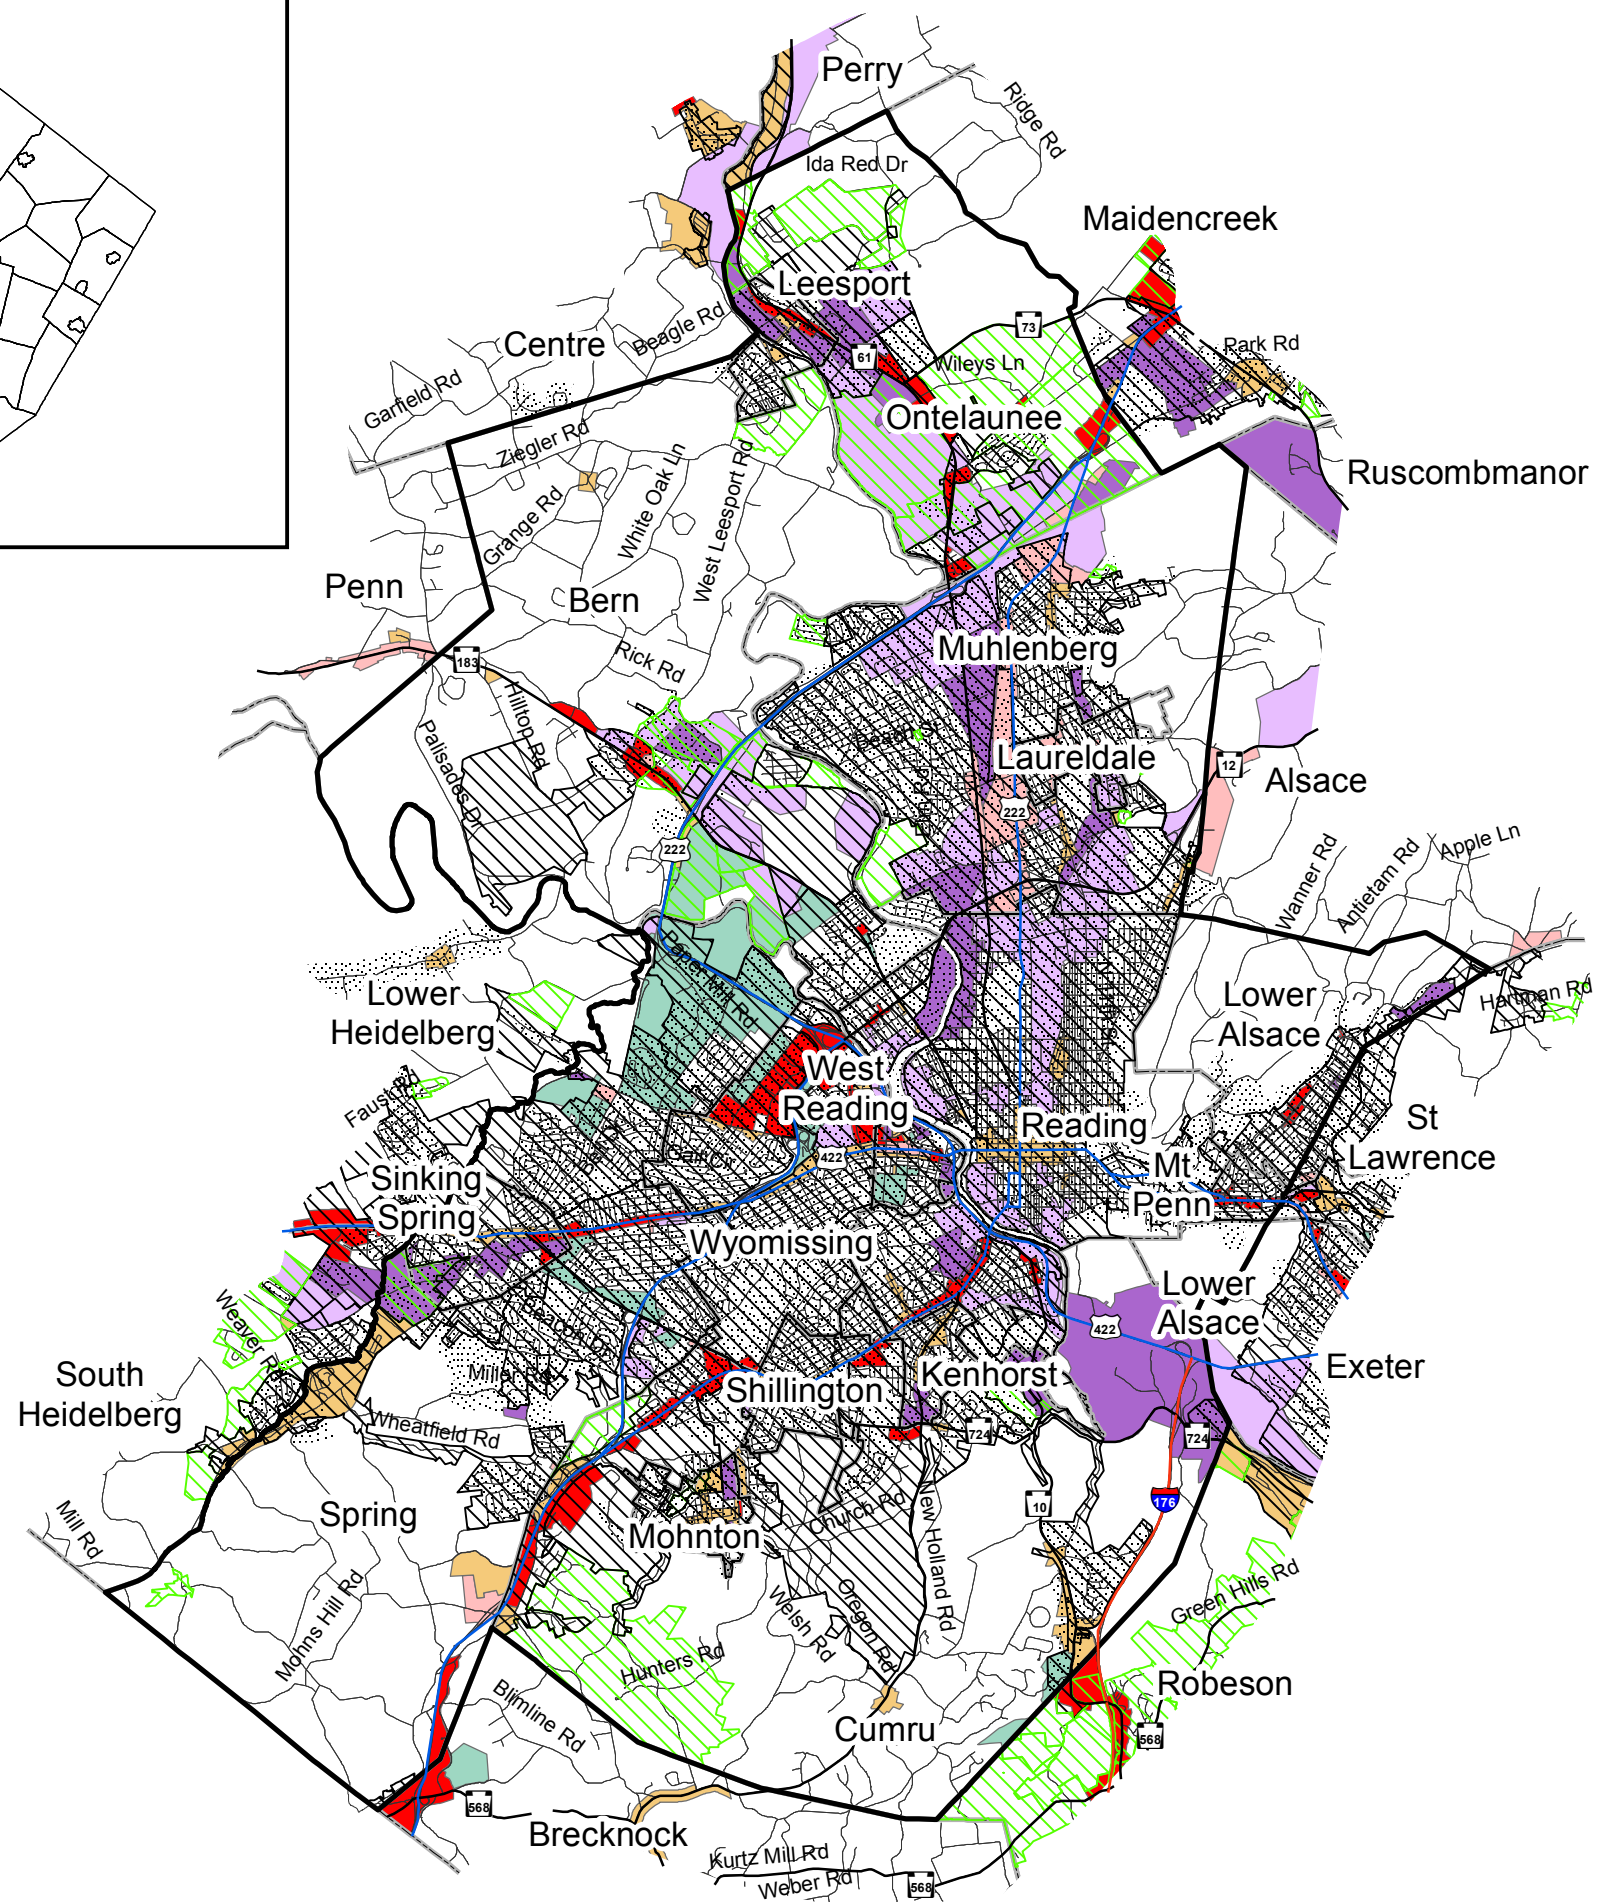 Perry
Ridge Rd
Ida Red Dr
Maidencreek
Leesport
73
Centre
Beagle Rd
61
Wileys Ln
Park Rd
Garfield Rd
Ontelaunee
Ziegler Rd
Ruscombmanor
White Oak Ln
West Leesport Rd
Grange Rd
Penn
Bern
Muhlenberg
183
Rick Rd
Hilltop Rd
Palisades Dr
Laureldale
12
Alsace
222
222
Wanner Rd
Antietam Rd
Apple Ln
Paper Mill Rd
Lower
Heidelberg
Lower
Alsace
Hartman Rd
West
Reading
Faust Rd
Reading
St
Lawrence
422
Mt
Penn
Sinking
Spring
Wyomissing
Lower
Alsace
Weaver Rd
422
South
Heidelberg
Miller Rd
Shillington
Kenhorst
Exeter
Wheatfield Rd
724
724
Mill Rd
Spring
10
176
Church Rd
New Holland Rd
Mohnton
Mohns Hill Rd
Welsh Rd
Oregon Rd
Green Hills Rd
Hunters Rd
Blimline Rd
Robeson
Cumru
568
568
Brecknock
Kurtz Mill Rd
Weber Rd
568